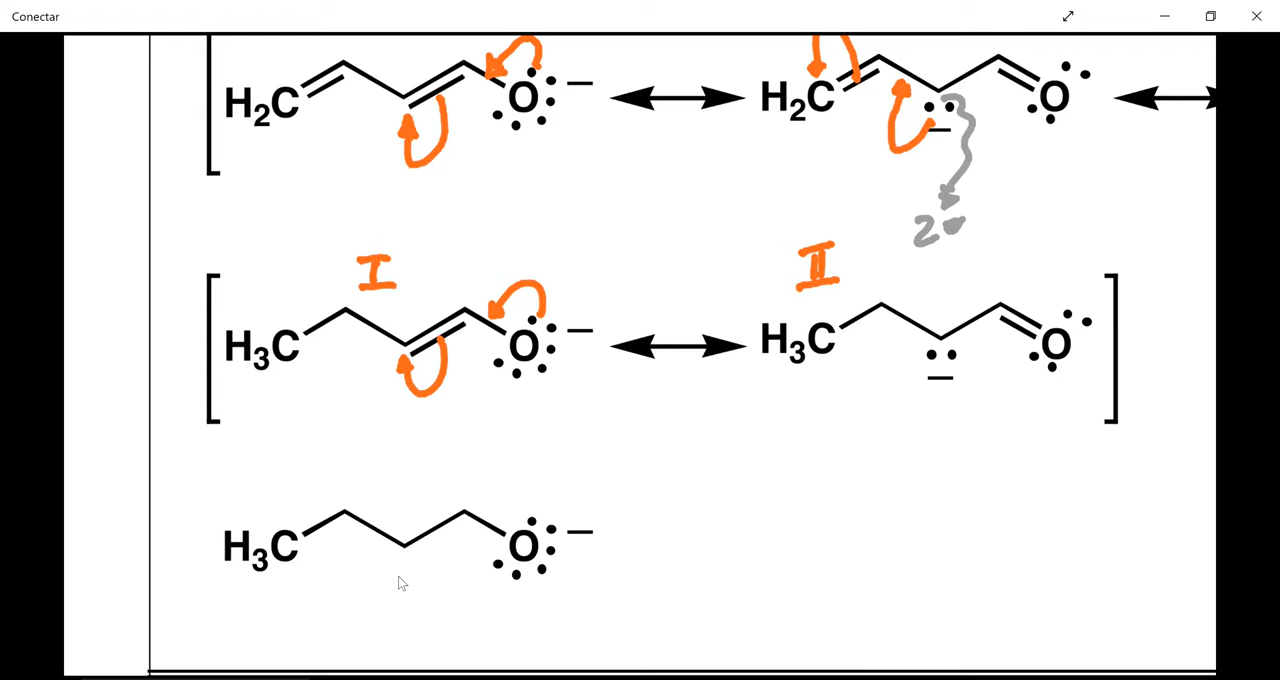 Conectar
H2C O − H2C O −
2•
I II
H3C O − H3C O −
H3C O −